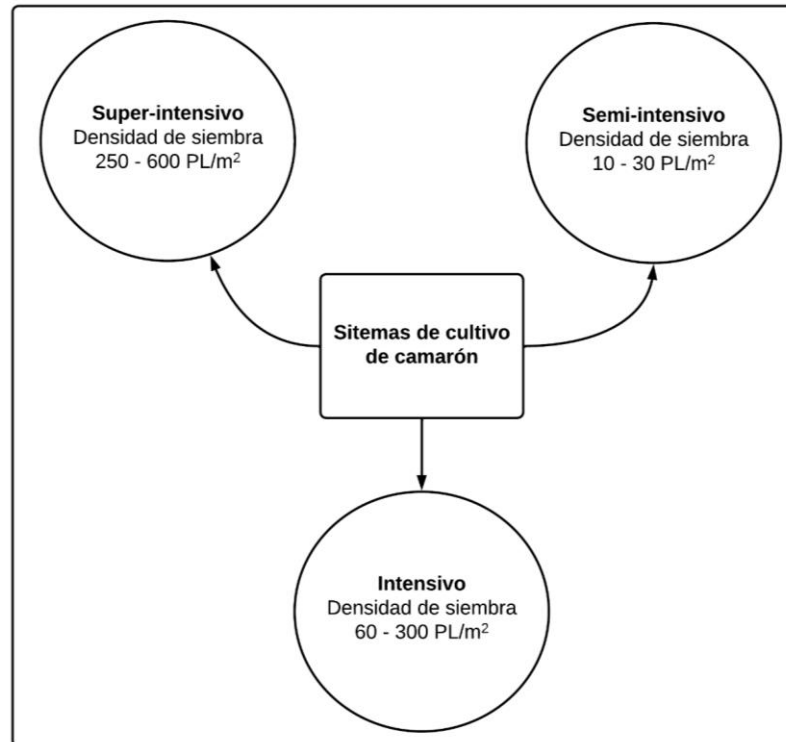 Super-intensivo
Densidad de siembra
250 - 600 PL/m²
Semi-intensivo
Densidad de siembra
10 - 30 PL/m²
Sitemas de cultivo
de camarón
Intensivo
Densidad de siembra
60 - 300 PL/m²